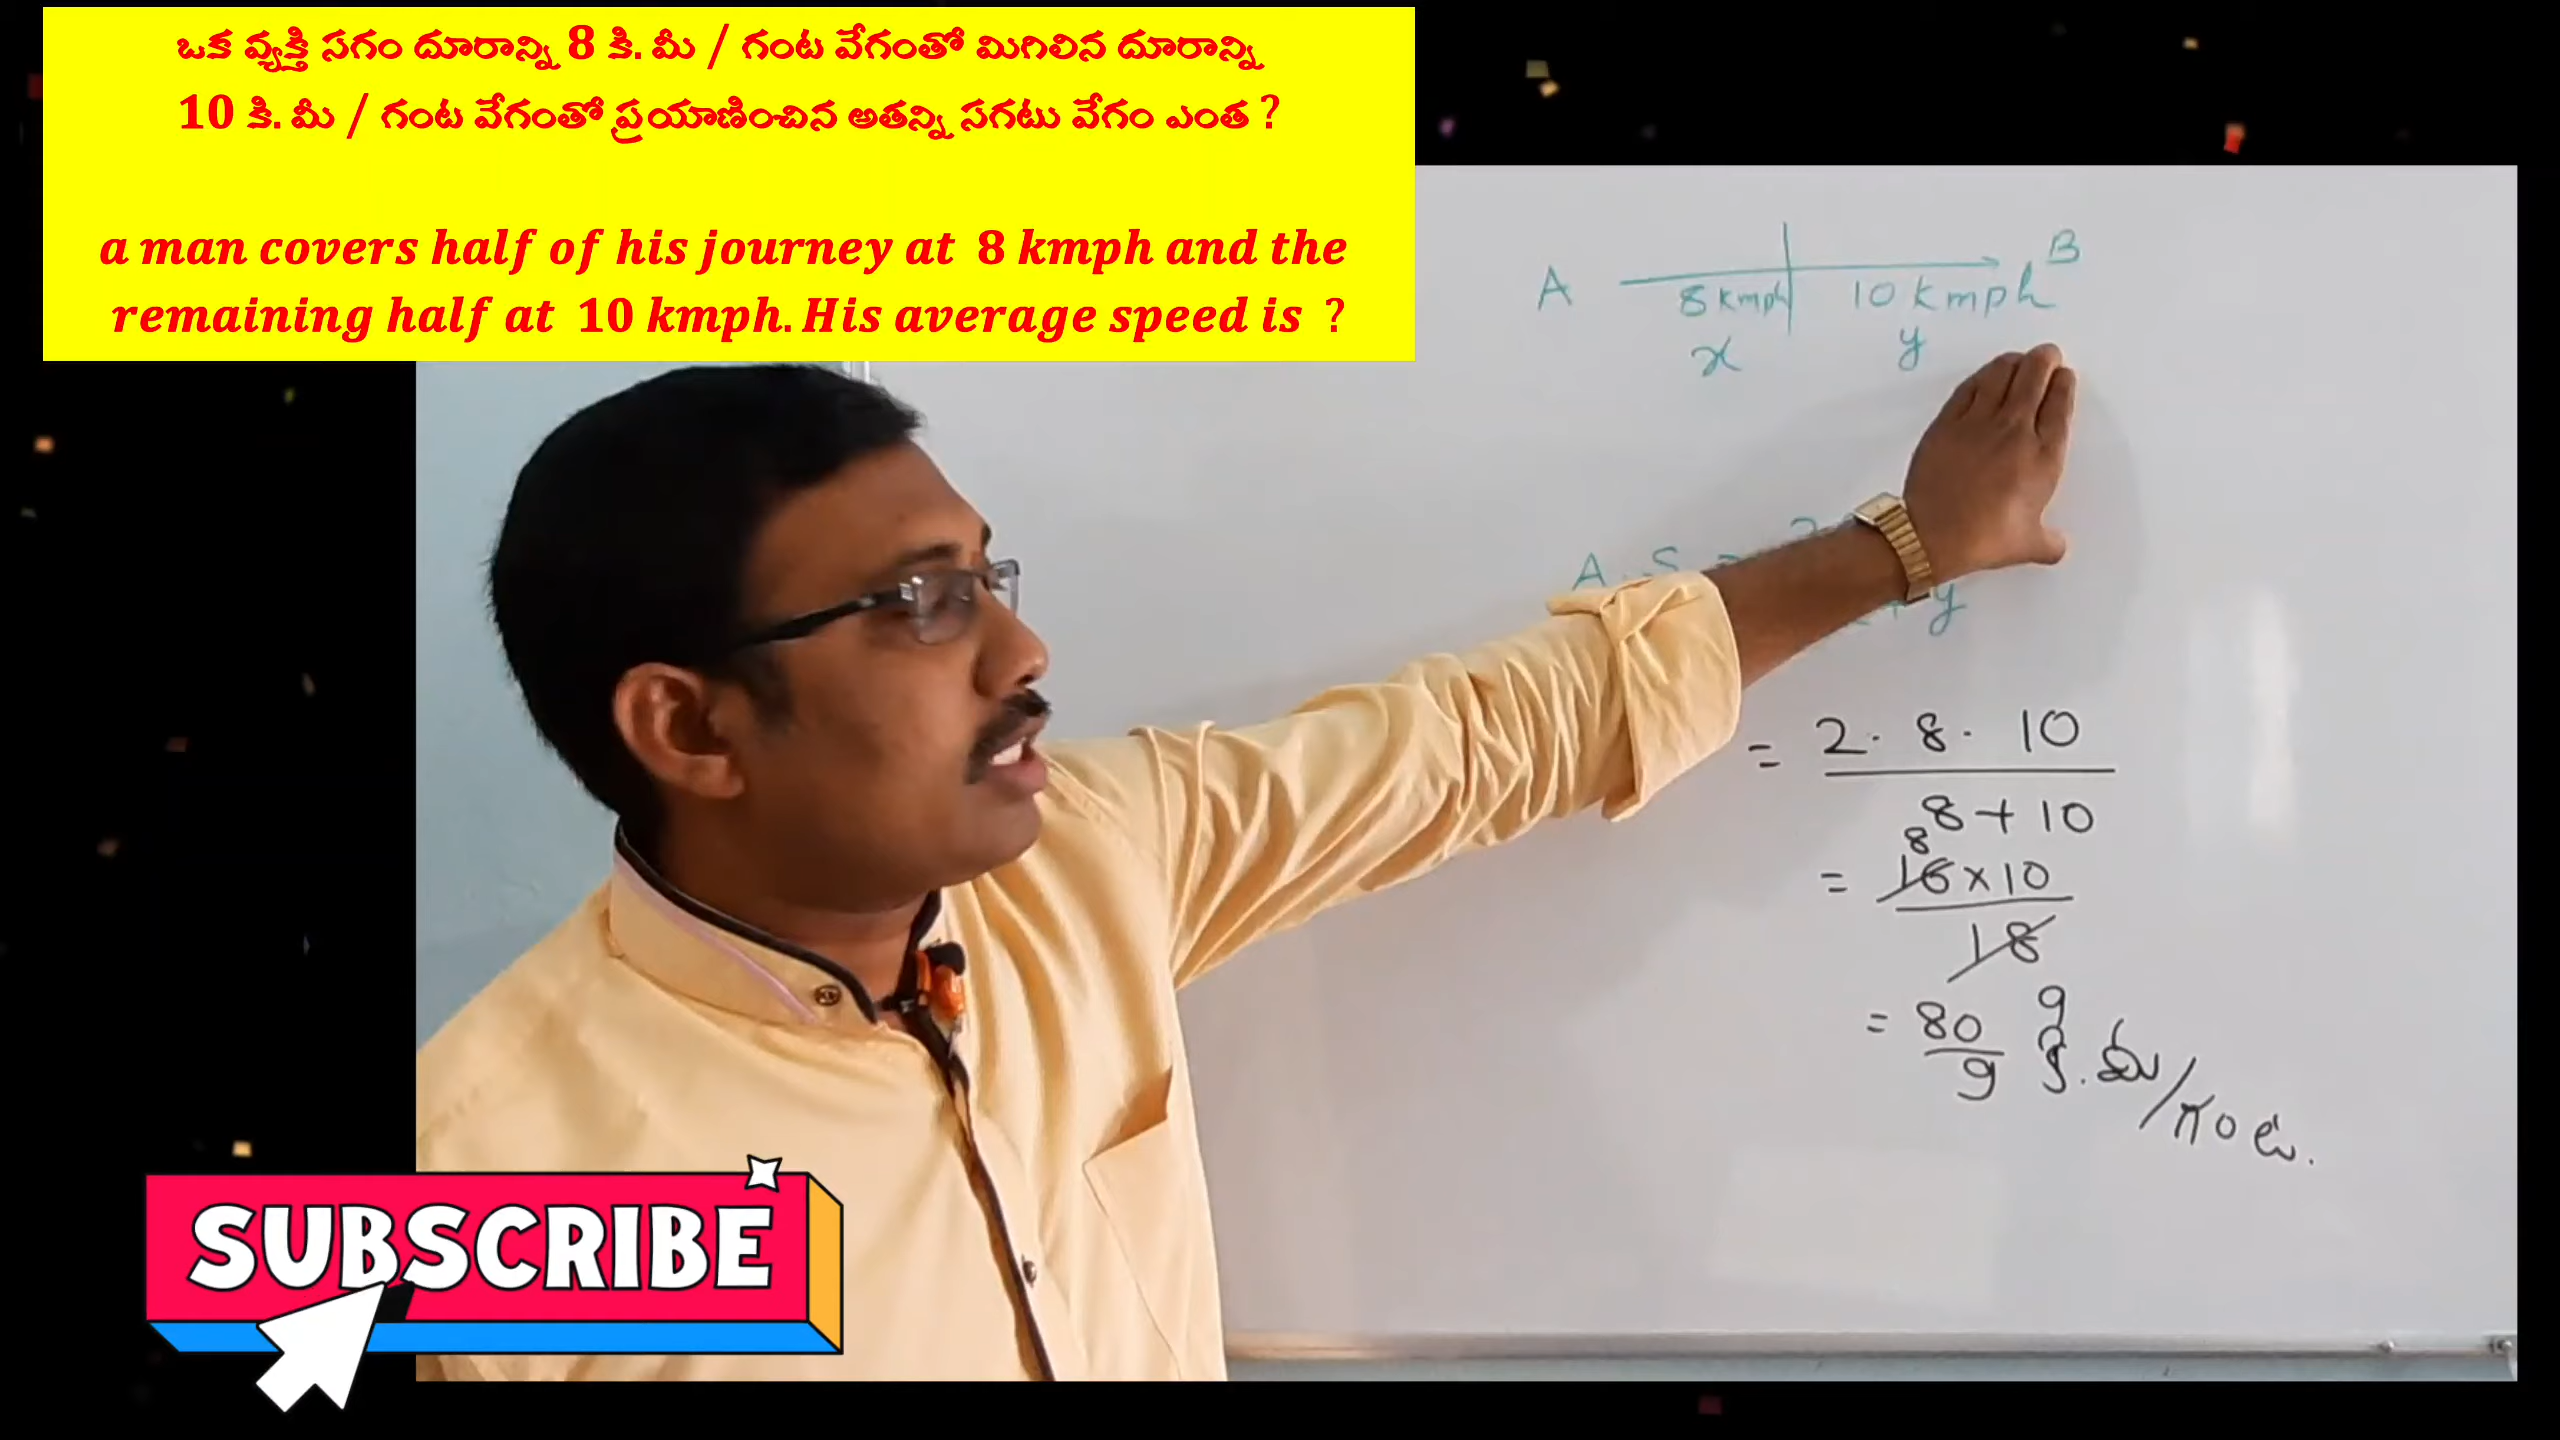 ఒక వ్యక్తి సగం దూరాన్ని 8 కి. మీ / గంట వేగంతో మిగిలిన దూరాన్ని
10 కి. మీ / గంట వేగంతో ప్రయాణించిన అతన్ని సగటు వేగం ఎంత ?
a man covers half of his journey at 8 kmph and the
remaining half at 10 kmph. His average speed is ?
A B
8 kmph 10 kmph
x y
A. S =
y
= 2. 8. 10
8 + 10
8
= 16 x 10
18
9
= 80
9 కి. మీ / గంట.
SUBSCRIBE